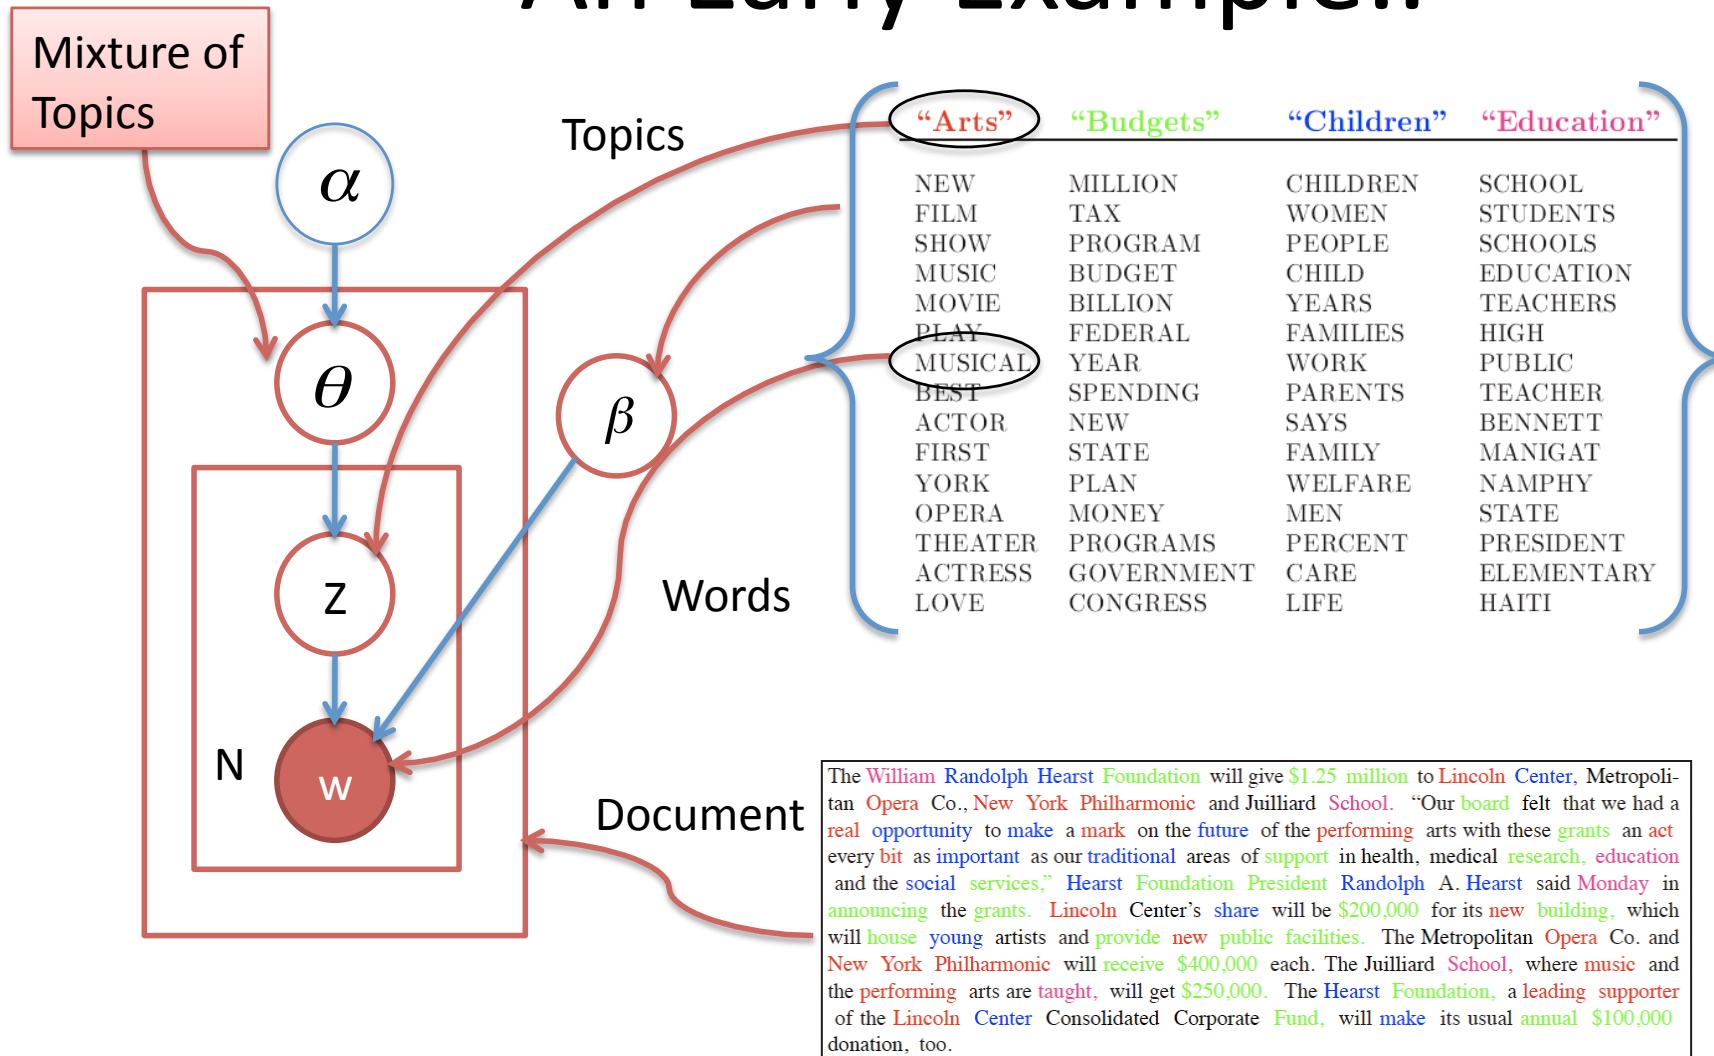 An Early Example..
Mixture of
Topics
α
θ
z
N
w
β
Topics
Words
Document
“Arts” “Budgets” “Children” “Education”
NEW MILLION CHILDREN SCHOOL
FILM TAX WOMEN STUDENTS
SHOW PROGRAM PEOPLE SCHOOLS
MUSIC BUDGET CHILD EDUCATION
MOVIE BILLION YEARS TEACHERS
PLAY FEDERAL FAMILIES HIGH
MUSICAL YEAR WORK PUBLIC
BEST SPENDING PARENTS TEACHER
ACTOR NEW SAYS BENNETT
FIRST STATE FAMILY MANIGAT
YORK PLAN WELFARE NAMPHY
OPERA MONEY MEN STATE
THEATER PROGRAMS PERCENT PRESIDENT
ACTRESS GOVERNMENT CARE ELEMENTARY
LOVE CONGRESS LIFE HAITI
The William Randolph Hearst Foundation will give $1.25 million to Lincoln Center, Metropoli-
tan Opera Co., New York Philharmonic and Juilliard School. “Our board felt that we had a
real opportunity to make a mark on the future of the performing arts with these grants an act
every bit as important as our traditional areas of support in health, medical research, education
and the social services,” Hearst Foundation President Randolph A. Hearst said Monday in
announcing the grants. Lincoln Center’s share will be $200,000 for its new building, which
will house young artists and provide new public facilities. The Metropolitan Opera Co. and
New York Philharmonic will receive $400,000 each. The Juilliard School, where music and
the performing arts are taught, will get $250,000. The Hearst Foundation, a leading supporter
of the Lincoln Center Consolidated Corporate Fund, will make its usual annual $100,000
donation, too.